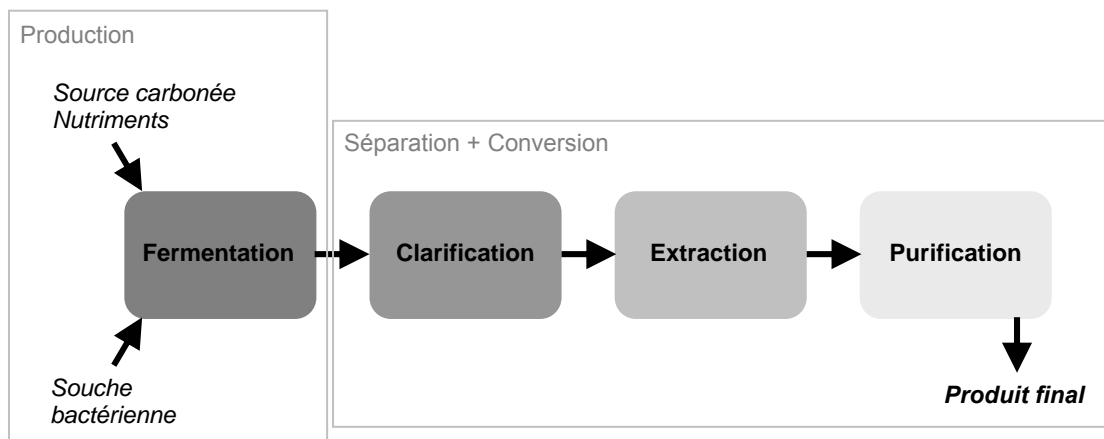 Production
Source carbonée
Nutriments
Séparation + Conversion
Fermentation
Clarification
Extraction
Purification
Souche
bactérienne
Produit final